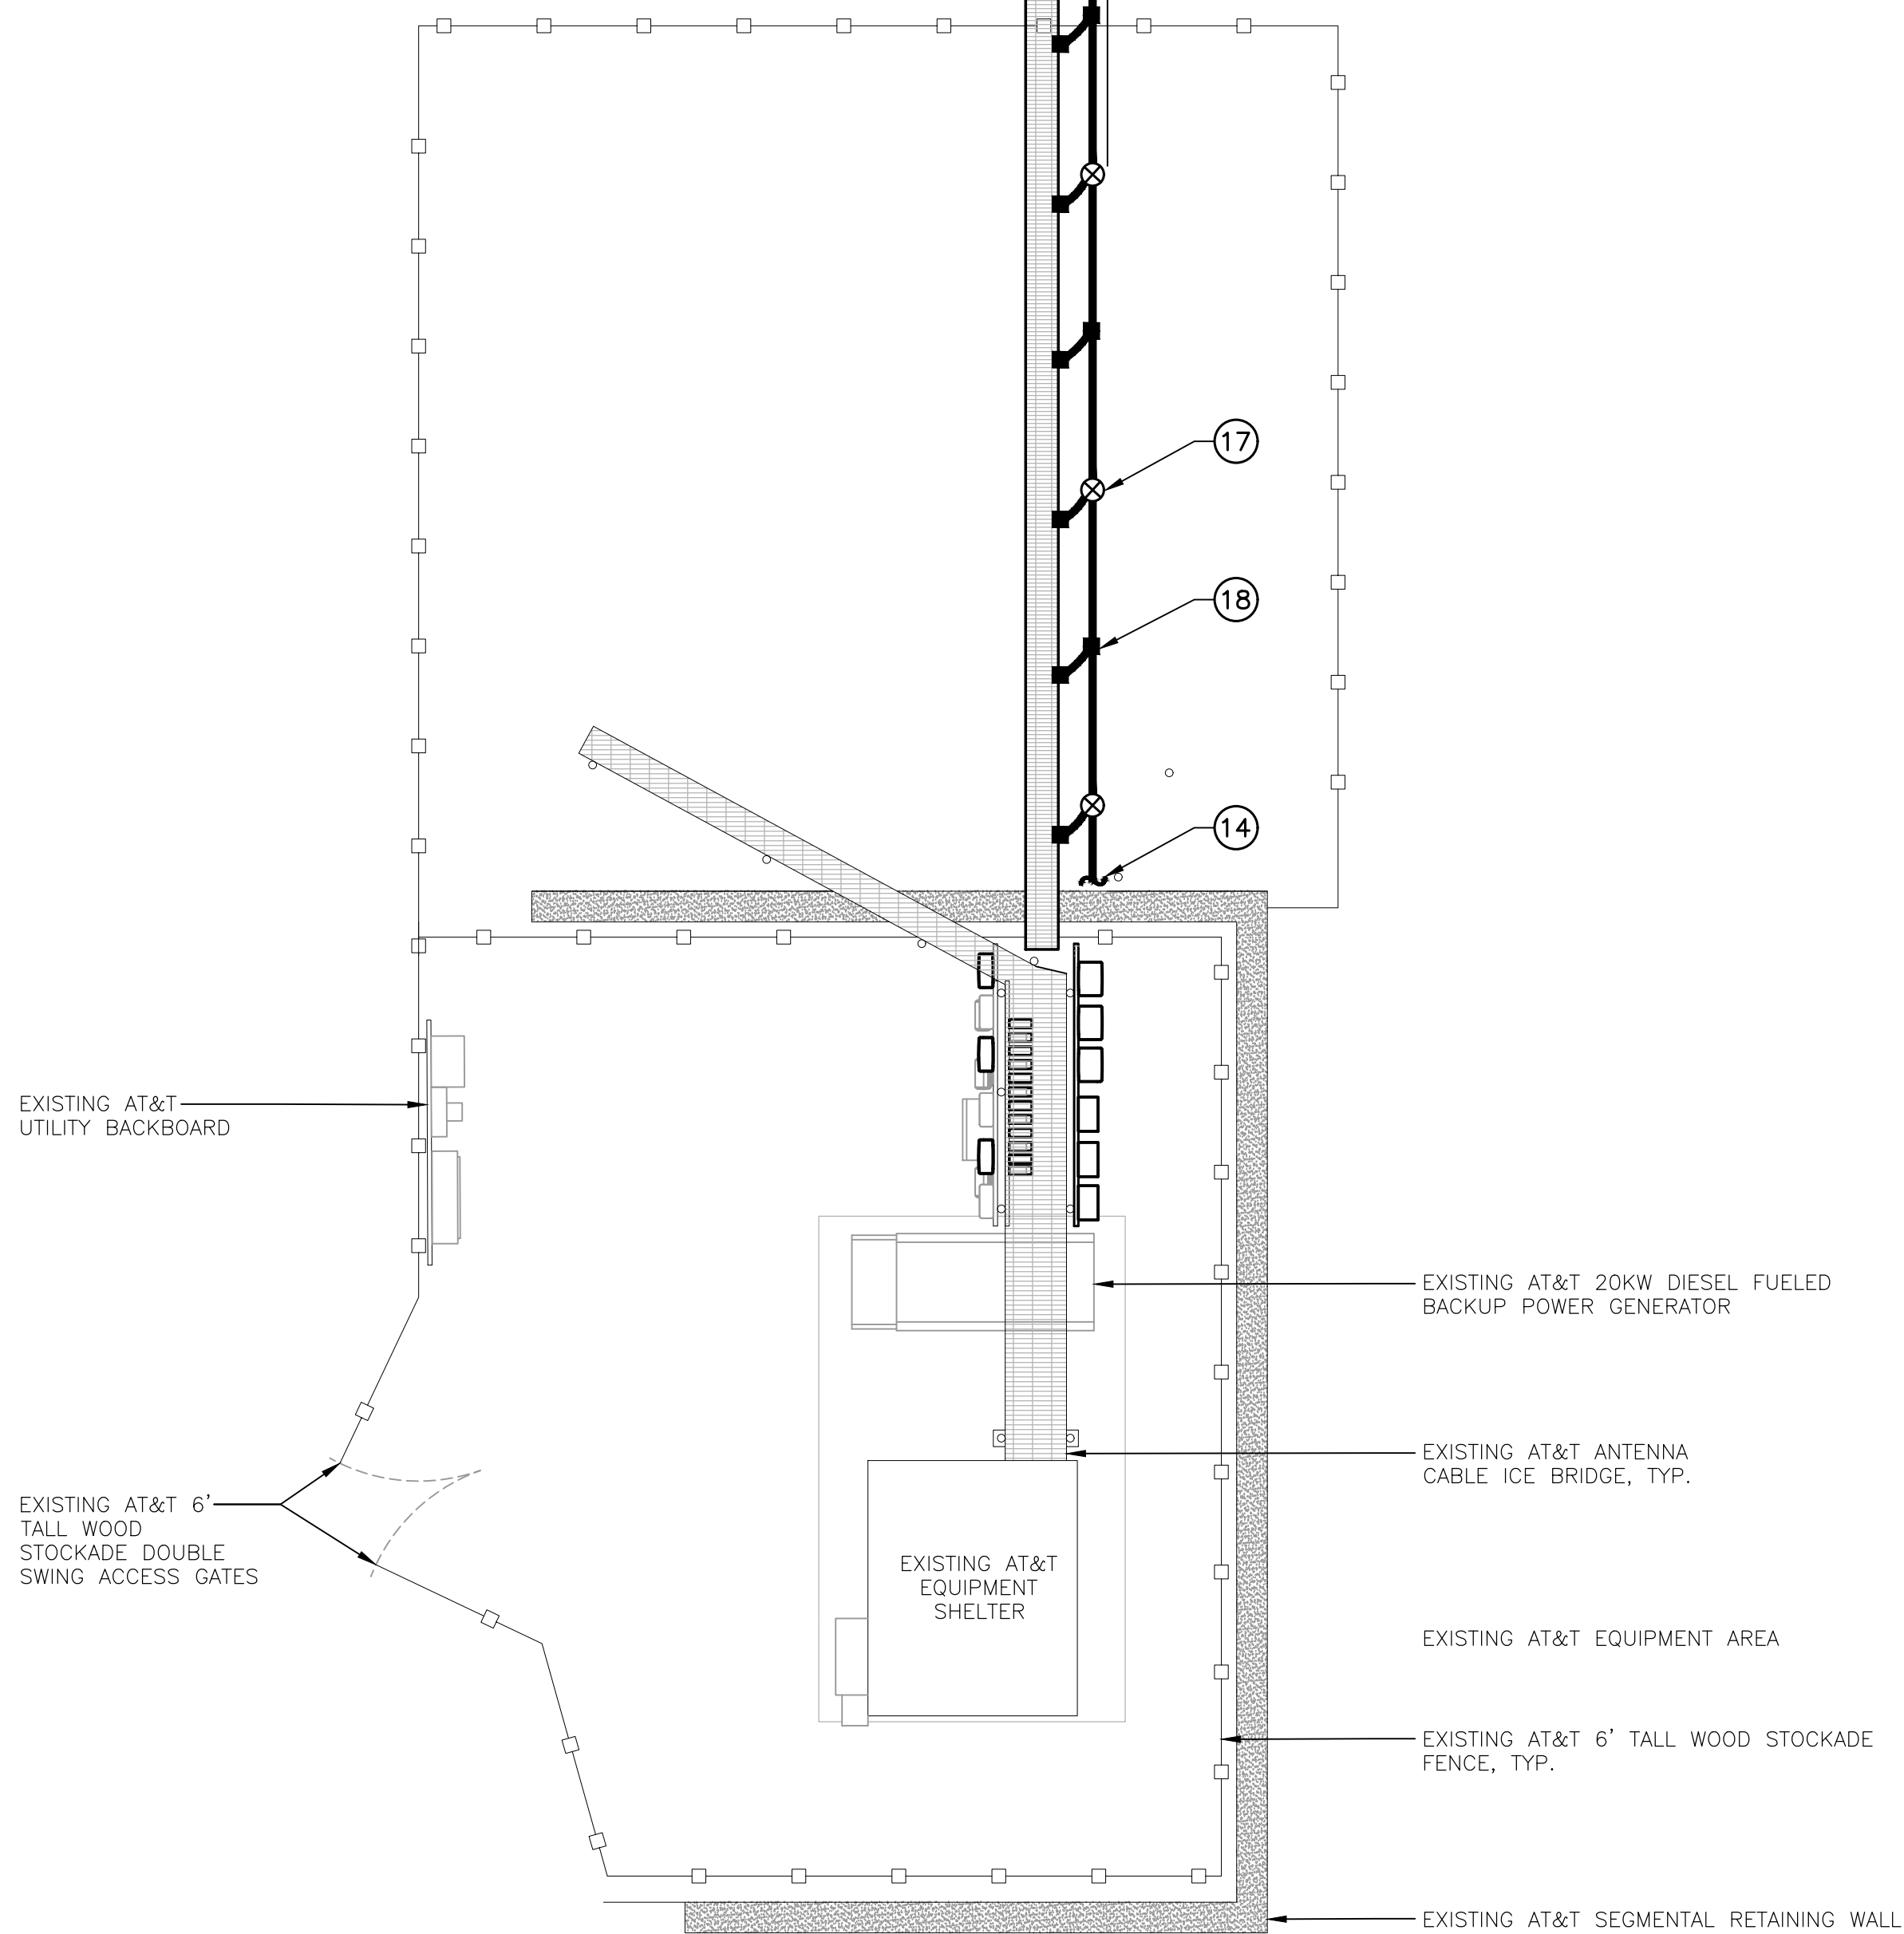 17
18
14
EXISTING AT&T
UTILITY BACKBOARD
EXISTING AT&T 20KW DIESEL FUELED
BACKUP POWER GENERATOR
EXISTING AT&T ANTENNA
CABLE ICE BRIDGE, TYP.
EXISTING AT&T 6'
TALL WOOD
STOCKADE DOUBLE
SWING ACCESS GATES
EXISTING AT&T
EQUIPMENT
SHELTER
EXISTING AT&T EQUIPMENT AREA
EXISTING AT&T 6' TALL WOOD STOCKADE
FENCE, TYP.
EXISTING AT&T SEGMENTAL RETAINING WALL